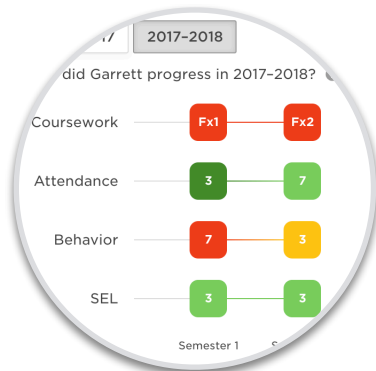 17 2017–2018
did Garrett progress in 2017–2018?
Coursework Fx1 Fx2
Attendance 3 7
Behavior 7 3
SEL 3 3
Semester 1 S